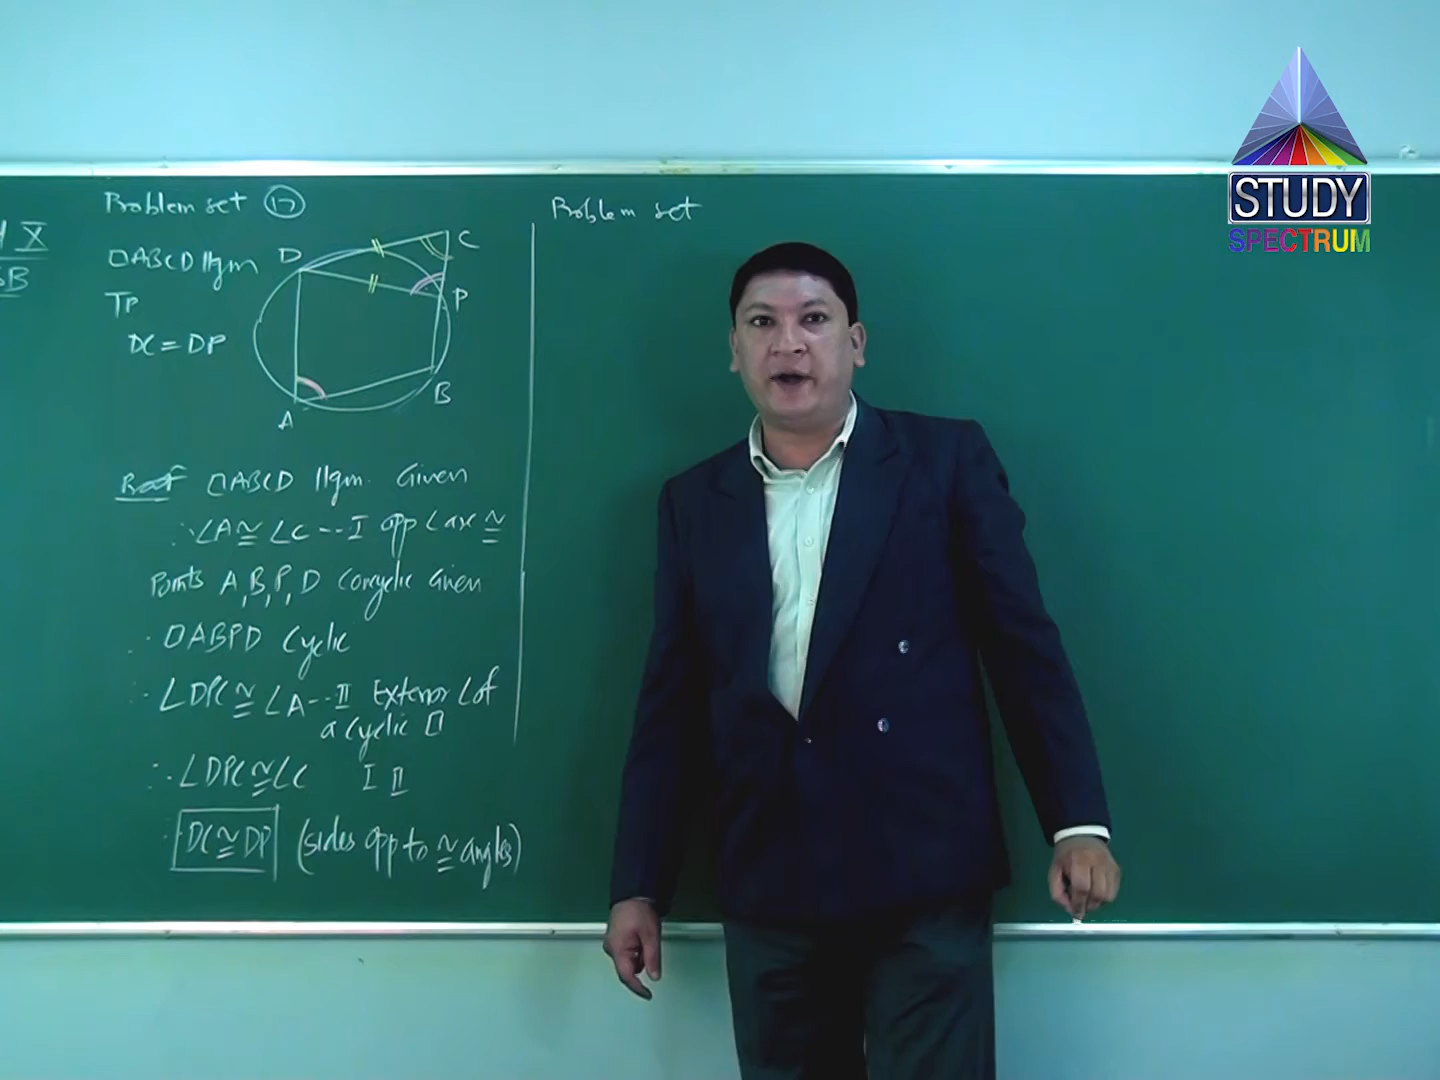 X
Problem set 17
□ABCD llgm
TP
DC = DP
D
C
P
B
A
Proof □ABCD llgm. Given
∴ ∠A ≅ ∠C --- I opp ∠ are ≅
Points A, B, P, D Concyclic Given
∴ □ABPD Cyclic
∴ ∠DPC ≅ ∠A --- II Exterior ∠ of
a cyclic □
∴ ∠DPC ≅ ∠C I II
∴ DC ≅ DP (sides opp to ≅ angles)
Problem set
STUDY
SPECTRUM